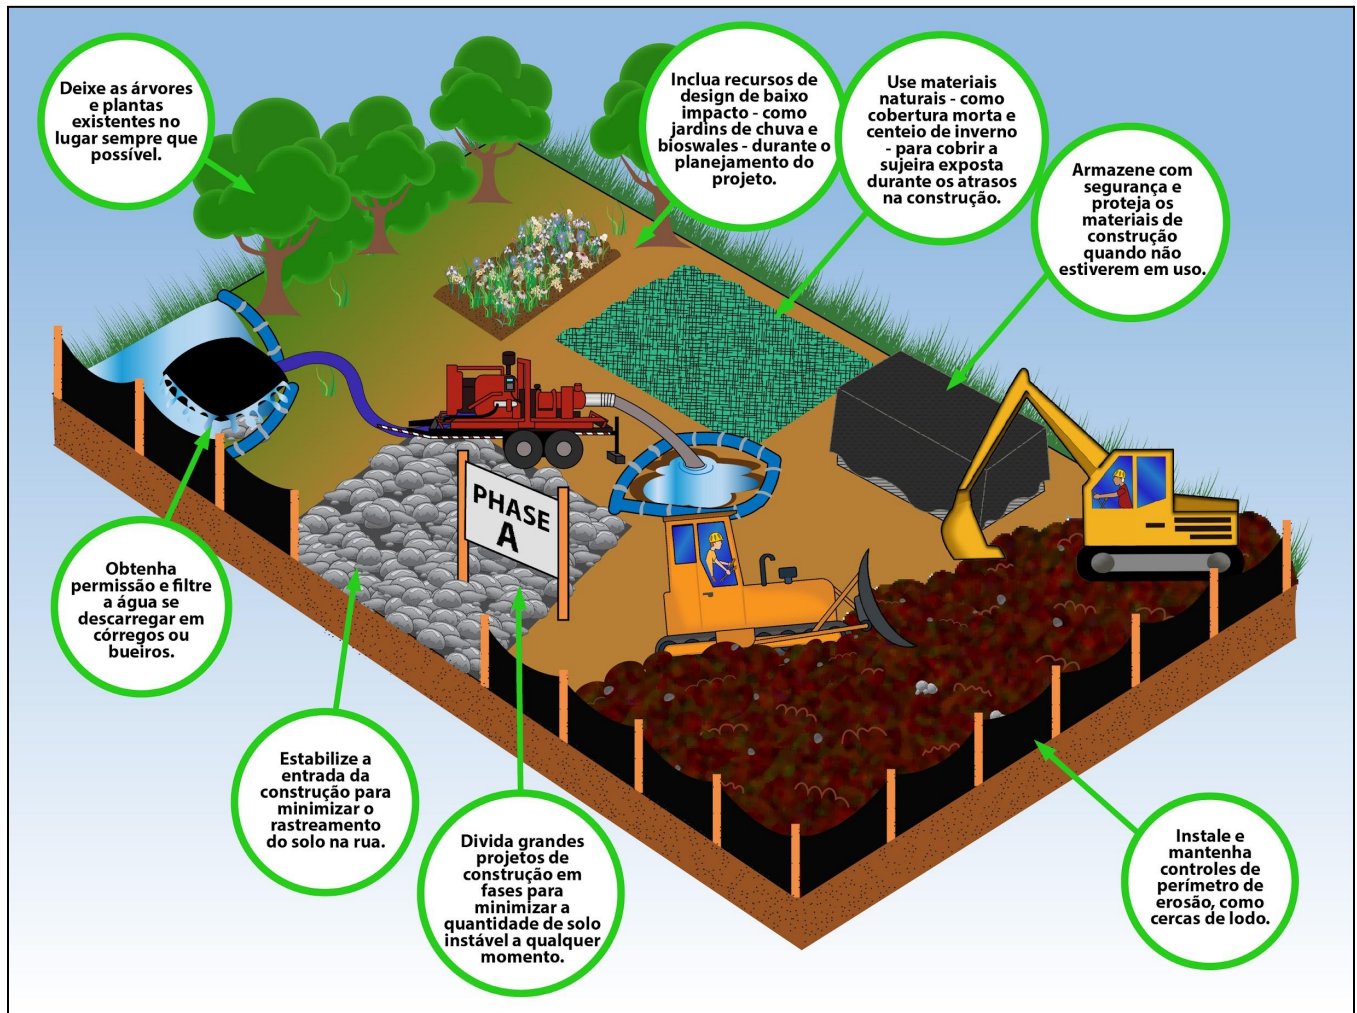 Deixe as árvores
e plantas
existentes no
lugar sempre que
possível.
Inclua recursos de
design de baixo
impacto - como
jardins de chuva e
bioswales - durante o
planejamento do
projeto.
Use materiais
naturais - como
cobertura morta e
centeio de inverno
- para cobrir a
sujeira exposta
durante os atrasos
na construção.
Armazene com
segurança e
proteja os
materiais de
construção
quando não
estiverem em uso.
PHASE
A
Obtenha
permissão e filtre
a água se
descarregar em
córregos ou
bueiros.
Estabilize a
entrada da
construção para
minimizar o
rastreamento
do solo na rua.
Divida grandes
projetos de
construção em
fases para
minimizar a
quantidade de solo
instável a qualquer
momento.
Instale e
mantenha
controles de
perímetro de
erosão, como
cercas de lodo.